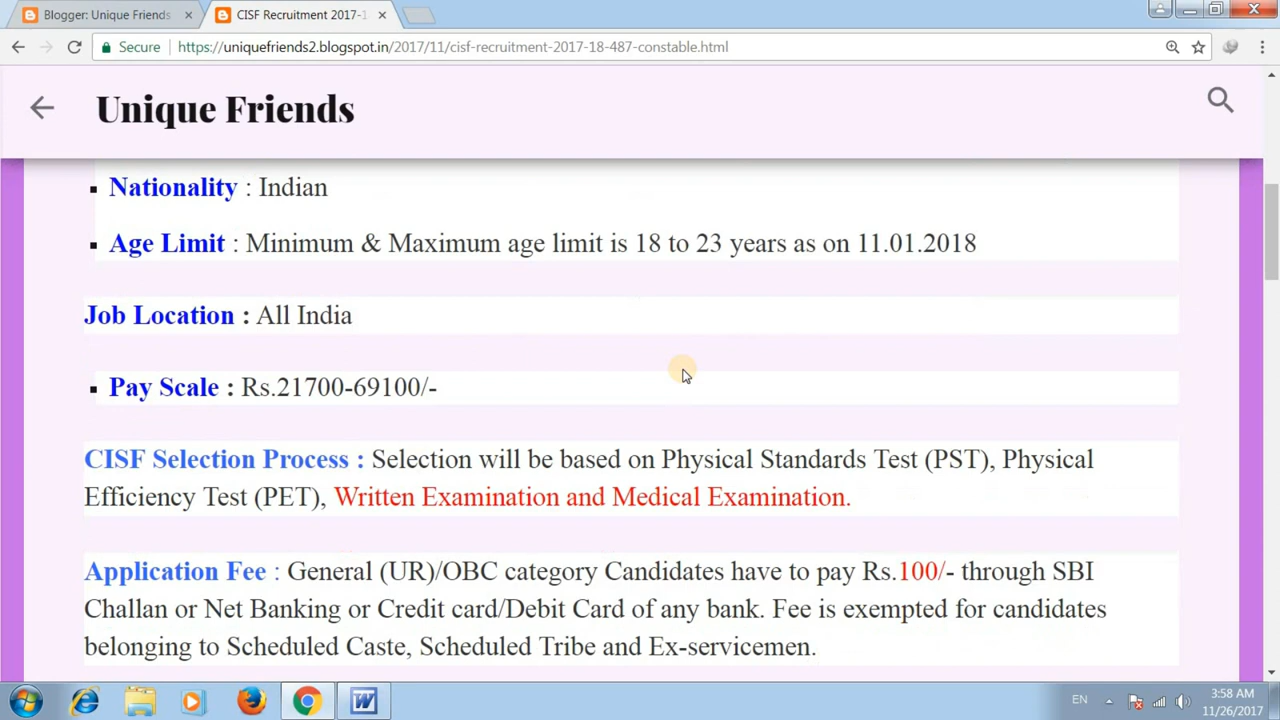 Blogger: Unique Friends
CISF Recruitment 2017-1
Secure
https://uniquefriends2.blogspot.in/2017/11/cisf-recruitment-2017-18-487-constable.html
Unique Friends
Nationality : Indian
Age Limit : Minimum & Maximum age limit is 18 to 23 years as on 11.01.2018
Job Location : All India
Pay Scale : Rs.21700-69100/-
CISF Selection Process : Selection will be based on Physical Standards Test (PST), Physical
Efficiency Test (PET), Written Examination and Medical Examination.
Application Fee : General (UR)/OBC category Candidates have to pay Rs.100/- through SBI
Challan or Net Banking or Credit card/Debit Card of any bank. Fee is exempted for candidates
belonging to Scheduled Caste, Scheduled Tribe and Ex-servicemen.
EN
3:58 AM
11/26/2017